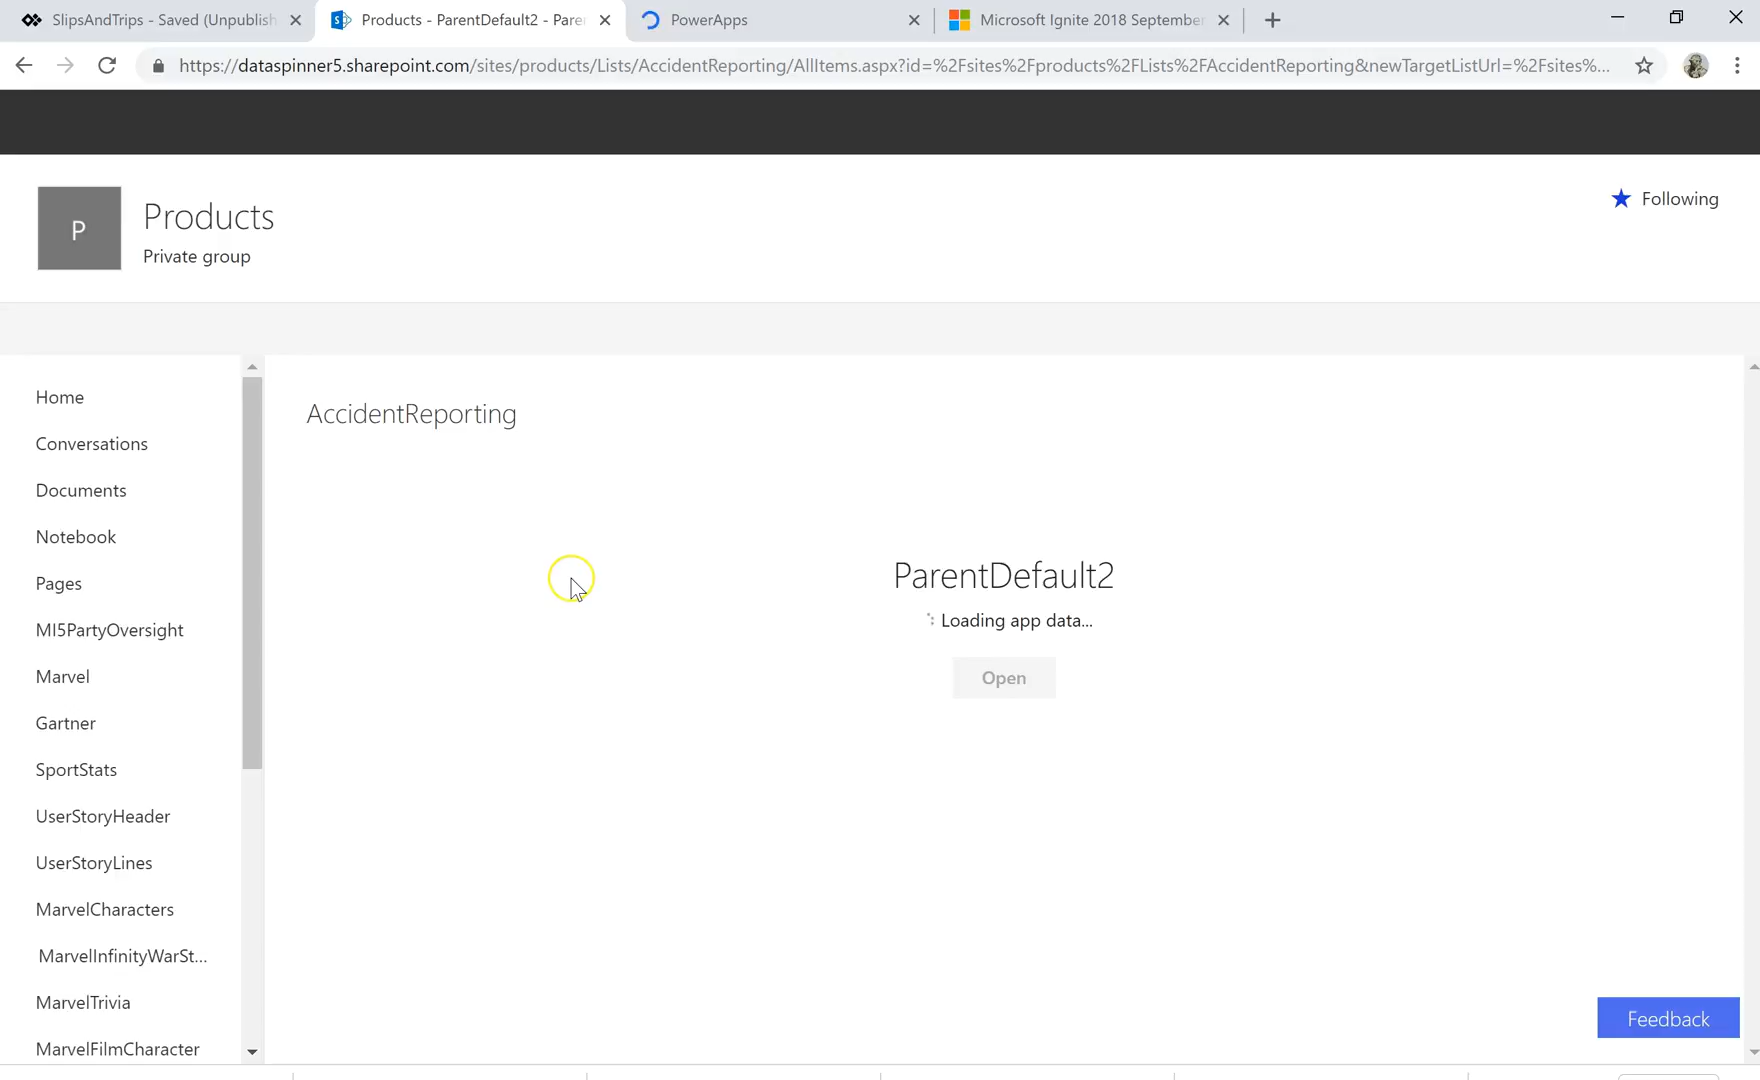 SlipsAndTrips - Saved (Unpublish
Products - ParentDefault2 - Pare
PowerApps
Microsoft Ignite 2018 September
https://dataspinner5.sharepoint.com/sites/products/Lists/AccidentReporting/AllItems.aspx?id=%2Fsites%2Fproducts%2FLists%2FAccidentReporting&newTargetListUrl=%2Fsites%...
P
Products
Private group
Following
Home
Conversations
Documents
Notebook
Pages
MI5PartyOversight
Marvel
Gartner
SportStats
UserStoryHeader
UserStoryLines
MarvelCharacters
MarvelInfinityWarSt...
MarvelTrivia
MarvelFilmCharacter
AccidentReporting
ParentDefault2
Loading app data...
Open
Feedback